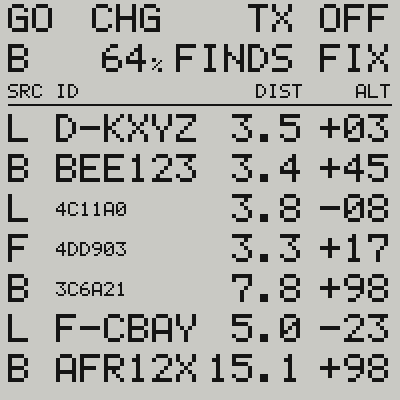 GO CHG TX OFF
B 64% FINDS FIX
SRC ID DIST ALT
L D-KXYZ 3.5 +03
B BEE123 3.4 +45
L 4C11A0 3.8 -08
F 4DD903 3.3 +17
B 3C6A21 7.8 +98
L F-CBAY 5.0 -23
B AFR12X 15.1 +98